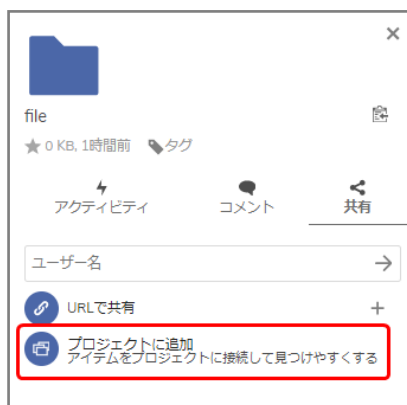 file
★ 0 KB, 1時間前 タグ
アクティビティ コメント 共有
ユーザー名
URLで共有
プロジェクトに追加
アイテムをプロジェクトに接続して見つけやすくする